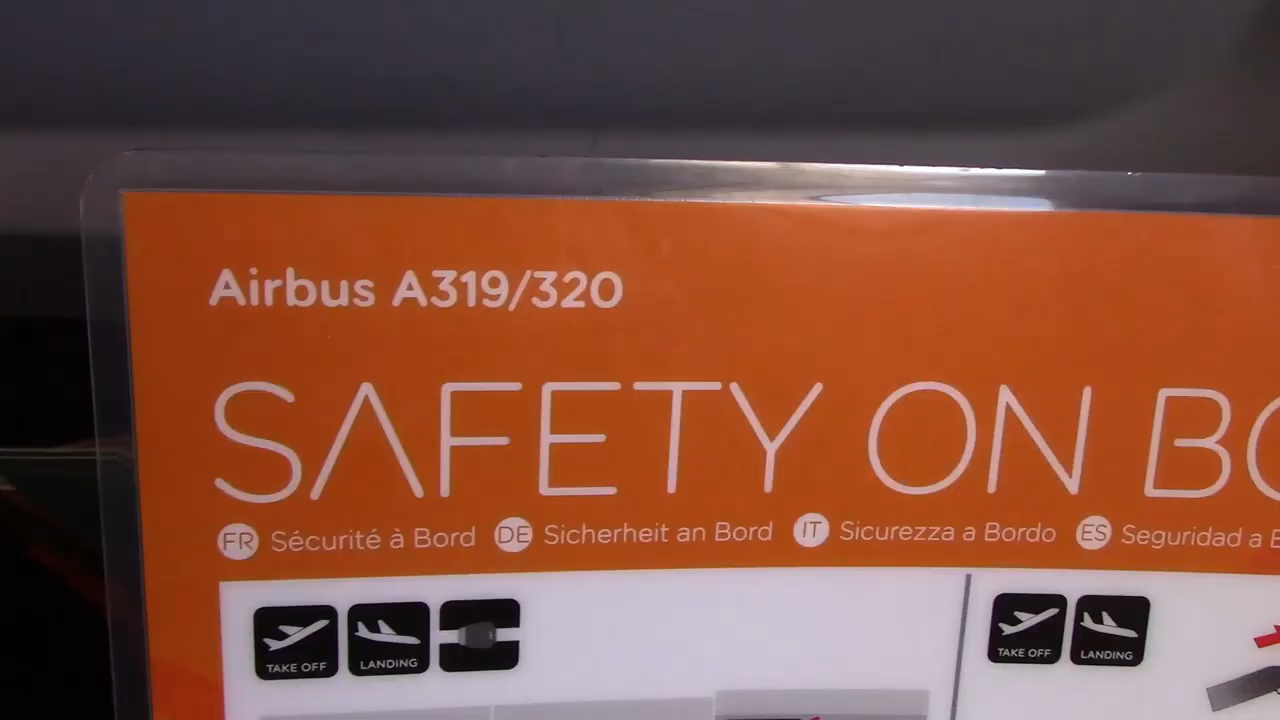 Airbus A319/320
SAFETY ON BO
FR Sécurité à Bord DE Sicherheit an Bord IT Sicurezza a Bordo ES Seguridad a B
TAKE OFF LANDING TAKE OFF LANDING